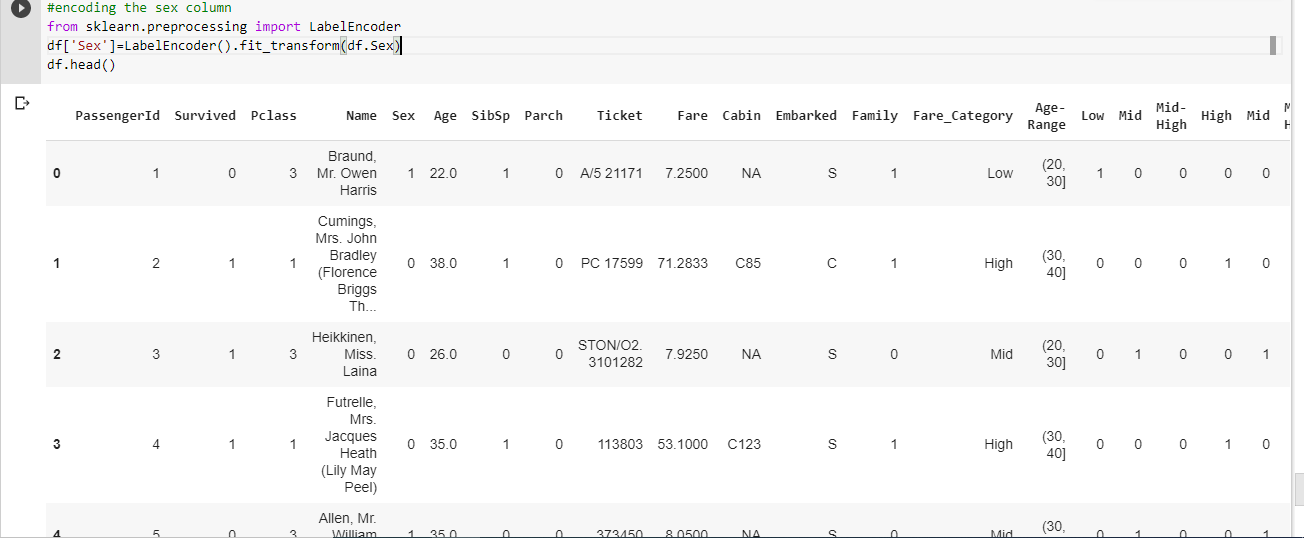 #encoding the sex column
from sklearn.preprocessing import LabelEncoder
df['Sex']=LabelEncoder().fit_transform(df.Sex)
df.head()
PassengerId Survived Pclass Name Sex Age SibSp Parch Ticket Fare Cabin Embarked Family Fare_Category Age-
Range Low Mid Mid-
High High Mid
0 1 0 3 Braund,
Mr. Owen
Harris 1 22.0 1 0 A/5 21171 7.2500 NA S 1 Low (20,
30] 1 0 0 0 0
1 2 1 1 Cumings,
Mrs. John
Bradley
(Florence
Briggs
Th... 0 38.0 1 0 PC 17599 71.2833 C85 C 1 High (30,
40] 0 0 0 1 0
2 3 1 3 Heikkinen,
Miss.
Laina 0 26.0 0 0 STON/O2.
3101282 7.9250 NA S 0 Mid (20,
30] 0 1 0 0 1
3 4 1 1 Futrelle,
Mrs.
Jacques
Heath
(Lily May
Peel) 0 35.0 1 0 113803 53.1000 C123 S 1 High (30,
40] 0 0 0 1 0
4 5 0 3 Allen, Mr.
William 1 35.0 0 0 373450 8.0500 NA S 0 Mid (30,
0 1 0 0 1